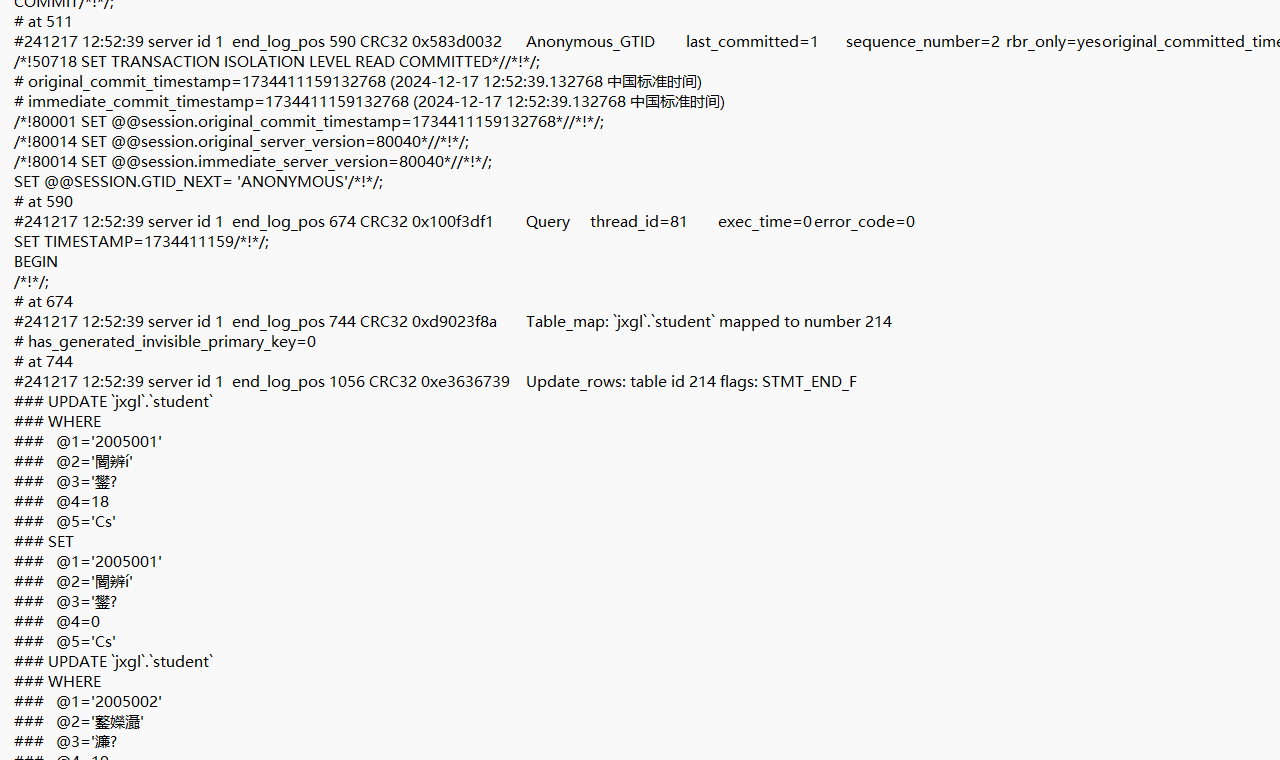 COMMIT/*!*/;
# at 511
#241217 12:52:39 server id 1 end_log_pos 590 CRC32 0x583d0032 Anonymous_GTID last_committed=1 sequence_number=2 rbr_only=yesoriginal_committed_time
/*!50718 SET TRANSACTION ISOLATION LEVEL READ COMMITTED*//*!*/;
# original_commit_timestamp=1734411159132768 (2024-12-17 12:52:39.132768 中国标准时间)
# immediate_commit_timestamp=1734411159132768 (2024-12-17 12:52:39.132768 中国标准时间)
/*!80001 SET @@session.original_commit_timestamp=1734411159132768*//*!*/;
/*!80014 SET @@session.original_server_version=80040*//*!*/;
/*!80014 SET @@session.immediate_server_version=80040*//*!*/;
SET @@SESSION.GTID_NEXT= 'ANONYMOUS'/*!*/;
# at 590
#241217 12:52:39 server id 1 end_log_pos 674 CRC32 0x100f3df1 Query thread_id=81 exec_time=0 error_code=0
SET TIMESTAMP=1734411159/*!*/;
BEGIN
/*!*/;
# at 674
#241217 12:52:39 server id 1 end_log_pos 744 CRC32 0xd9023f8a Table_map: `jxgl`.`student` mapped to number 214
# has_generated_invisible_primary_key=0
# at 744
#241217 12:52:39 server id 1 end_log_pos 1056 CRC32 0xe3636739 Update_rows: table id 214 flags: STMT_END_F
### UPDATE `jxgl`.`student`
### WHERE
### @1='2005001'
### @2='閽辨í'
### @3='鐢?
### @4=18
### @5='Cs'
### SET
### @1='2005001'
### @2='閽辨í'
### @3='鐢?
### @4=0
### @5='Cs'
### UPDATE `jxgl`.`student`
### WHERE
### @1='2005002'
### @2=
### @3='濂?
### @4=19